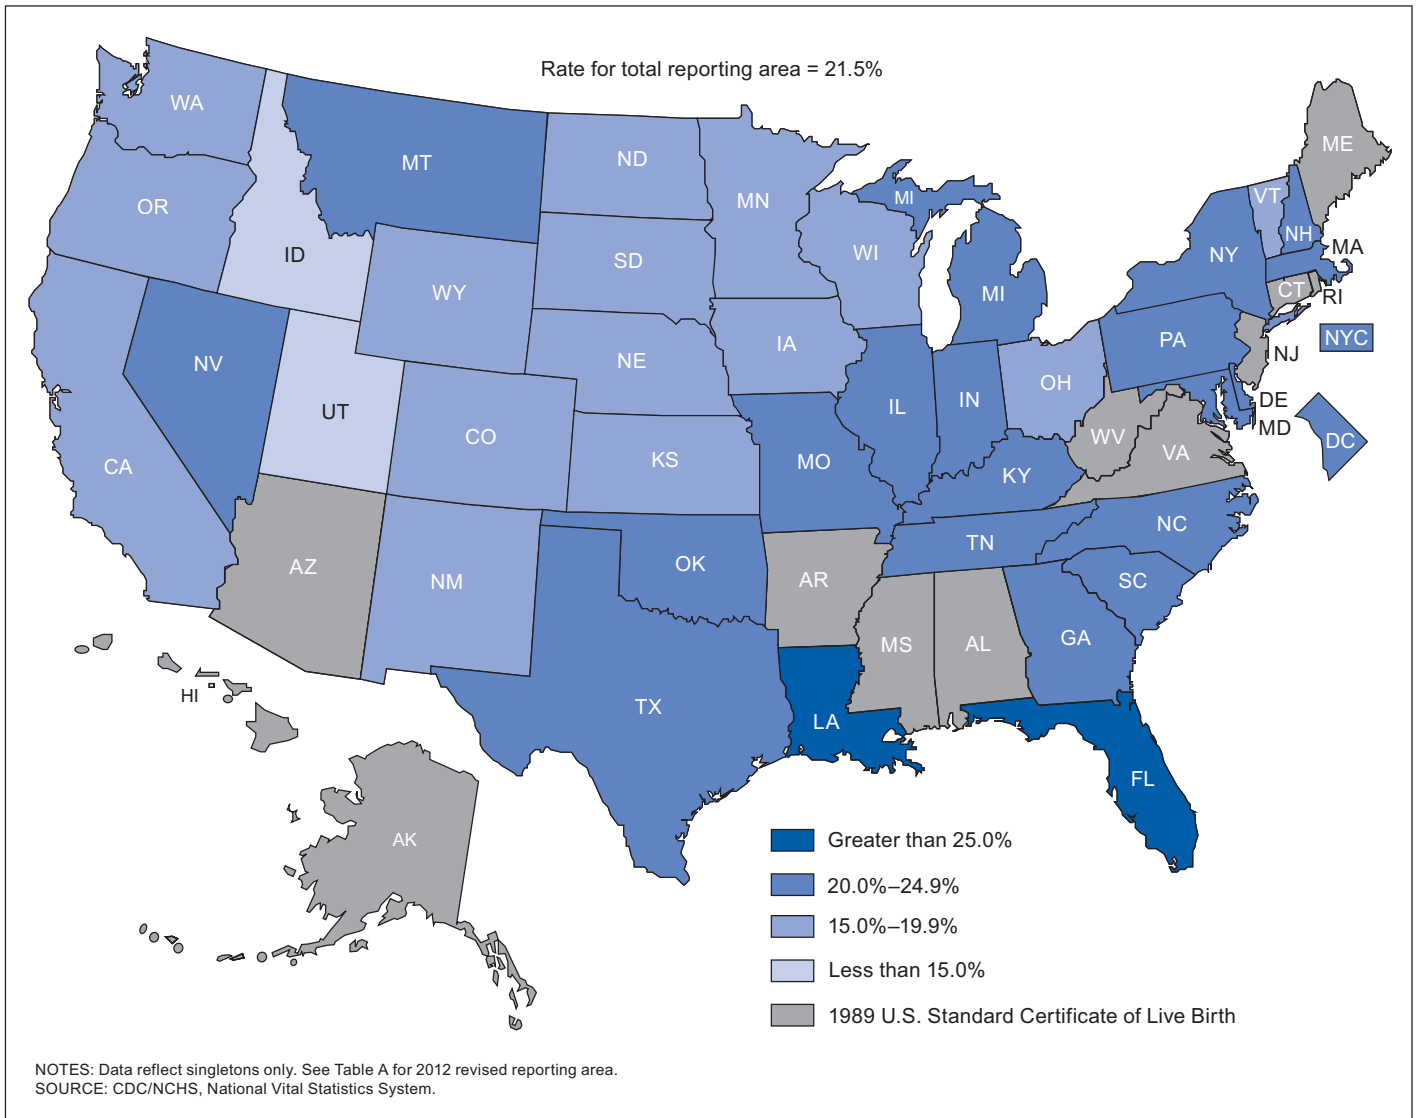 Rate for total reporting area = 21.5%
WA
MT
ND
MN
OR
ID
SD
WI
MI
MI
ME
VT
NH
NY
MA
CT
RI
WY
NV
UT
CO
NE
IA
IL
IN
OH
PA
NYC
NJ
DE
MD
DC
CA
KS
MO
KY
WV
VA
AZ
NM
OK
AR
TN
NC
SC
MS
AL
GA
TX
LA
FL
HI
AK
Greater than 25.0%
20.0%–24.9%
15.0%–19.9%
Less than 15.0%
1989 U.S. Standard Certificate of Live Birth
NOTES: Data reflect singletons only. See Table A for 2012 revised reporting area.
SOURCE: CDC/NCHS, National Vital Statistics System.